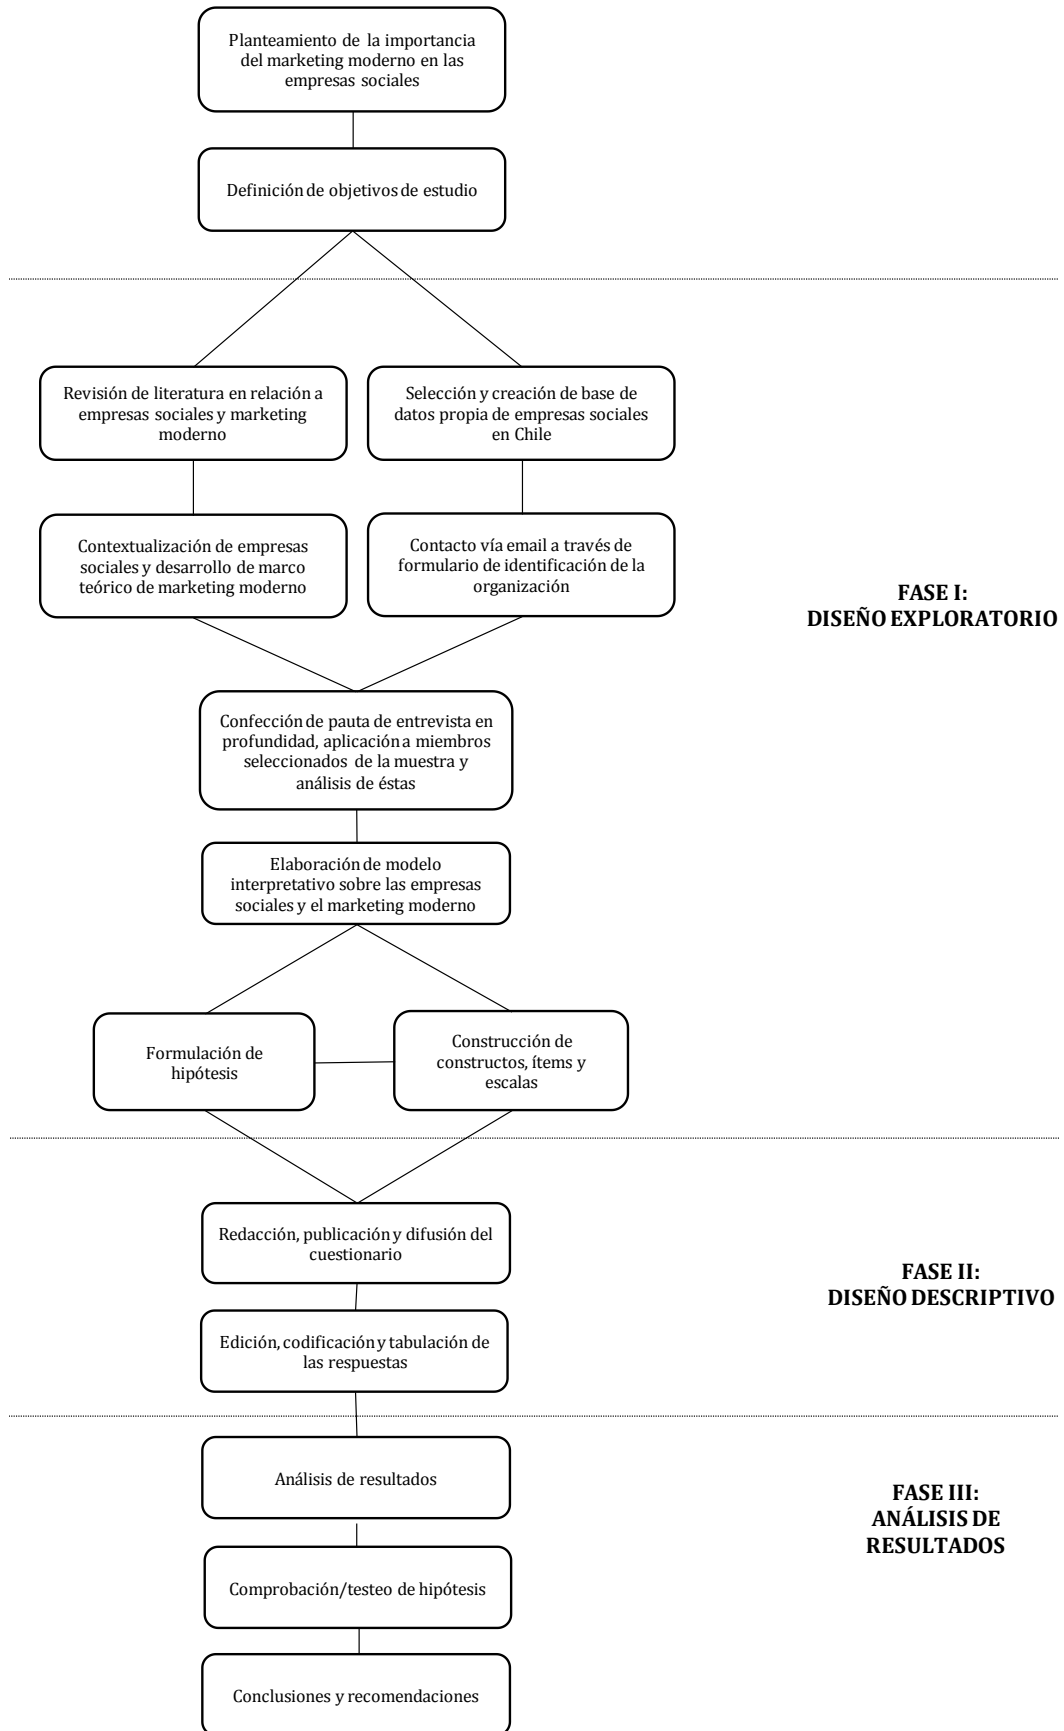 Planteamiento de la importancia
del marketing moderno en las
empresas sociales
Definición de objetivos de estudio
Revisión de literatura en relación a
empresas sociales y marketing
moderno
Selección y creación de base de
datos propia de empresas sociales
en Chile
Contextualización de empresas
sociales y desarrollo de marco
teórico de marketing moderno
Contacto vía email a través de
formulario de identificación de la
organización
FASE I:
DISEÑO EXPLORATORIO
Confección de pauta de entrevista en
profundidad, aplicación a miembros
seleccionados de la muestra y
análisis de éstas
Elaboración de modelo
interpretativo sobre las empresas
sociales y el marketing moderno
Formulación de
hipótesis
Construcción de
constructos, ítems y
escalas
Redacción, publicación y difusión del
cuestionario
FASE II:
DISEÑO DESCRIPTIVO
Edición, codificación y tabulación de
las respuestas
Análisis de resultados
FASE III:
ANÁLISIS DE
RESULTADOS
Comprobación/testeo de hipótesis
Conclusiones y recomendaciones